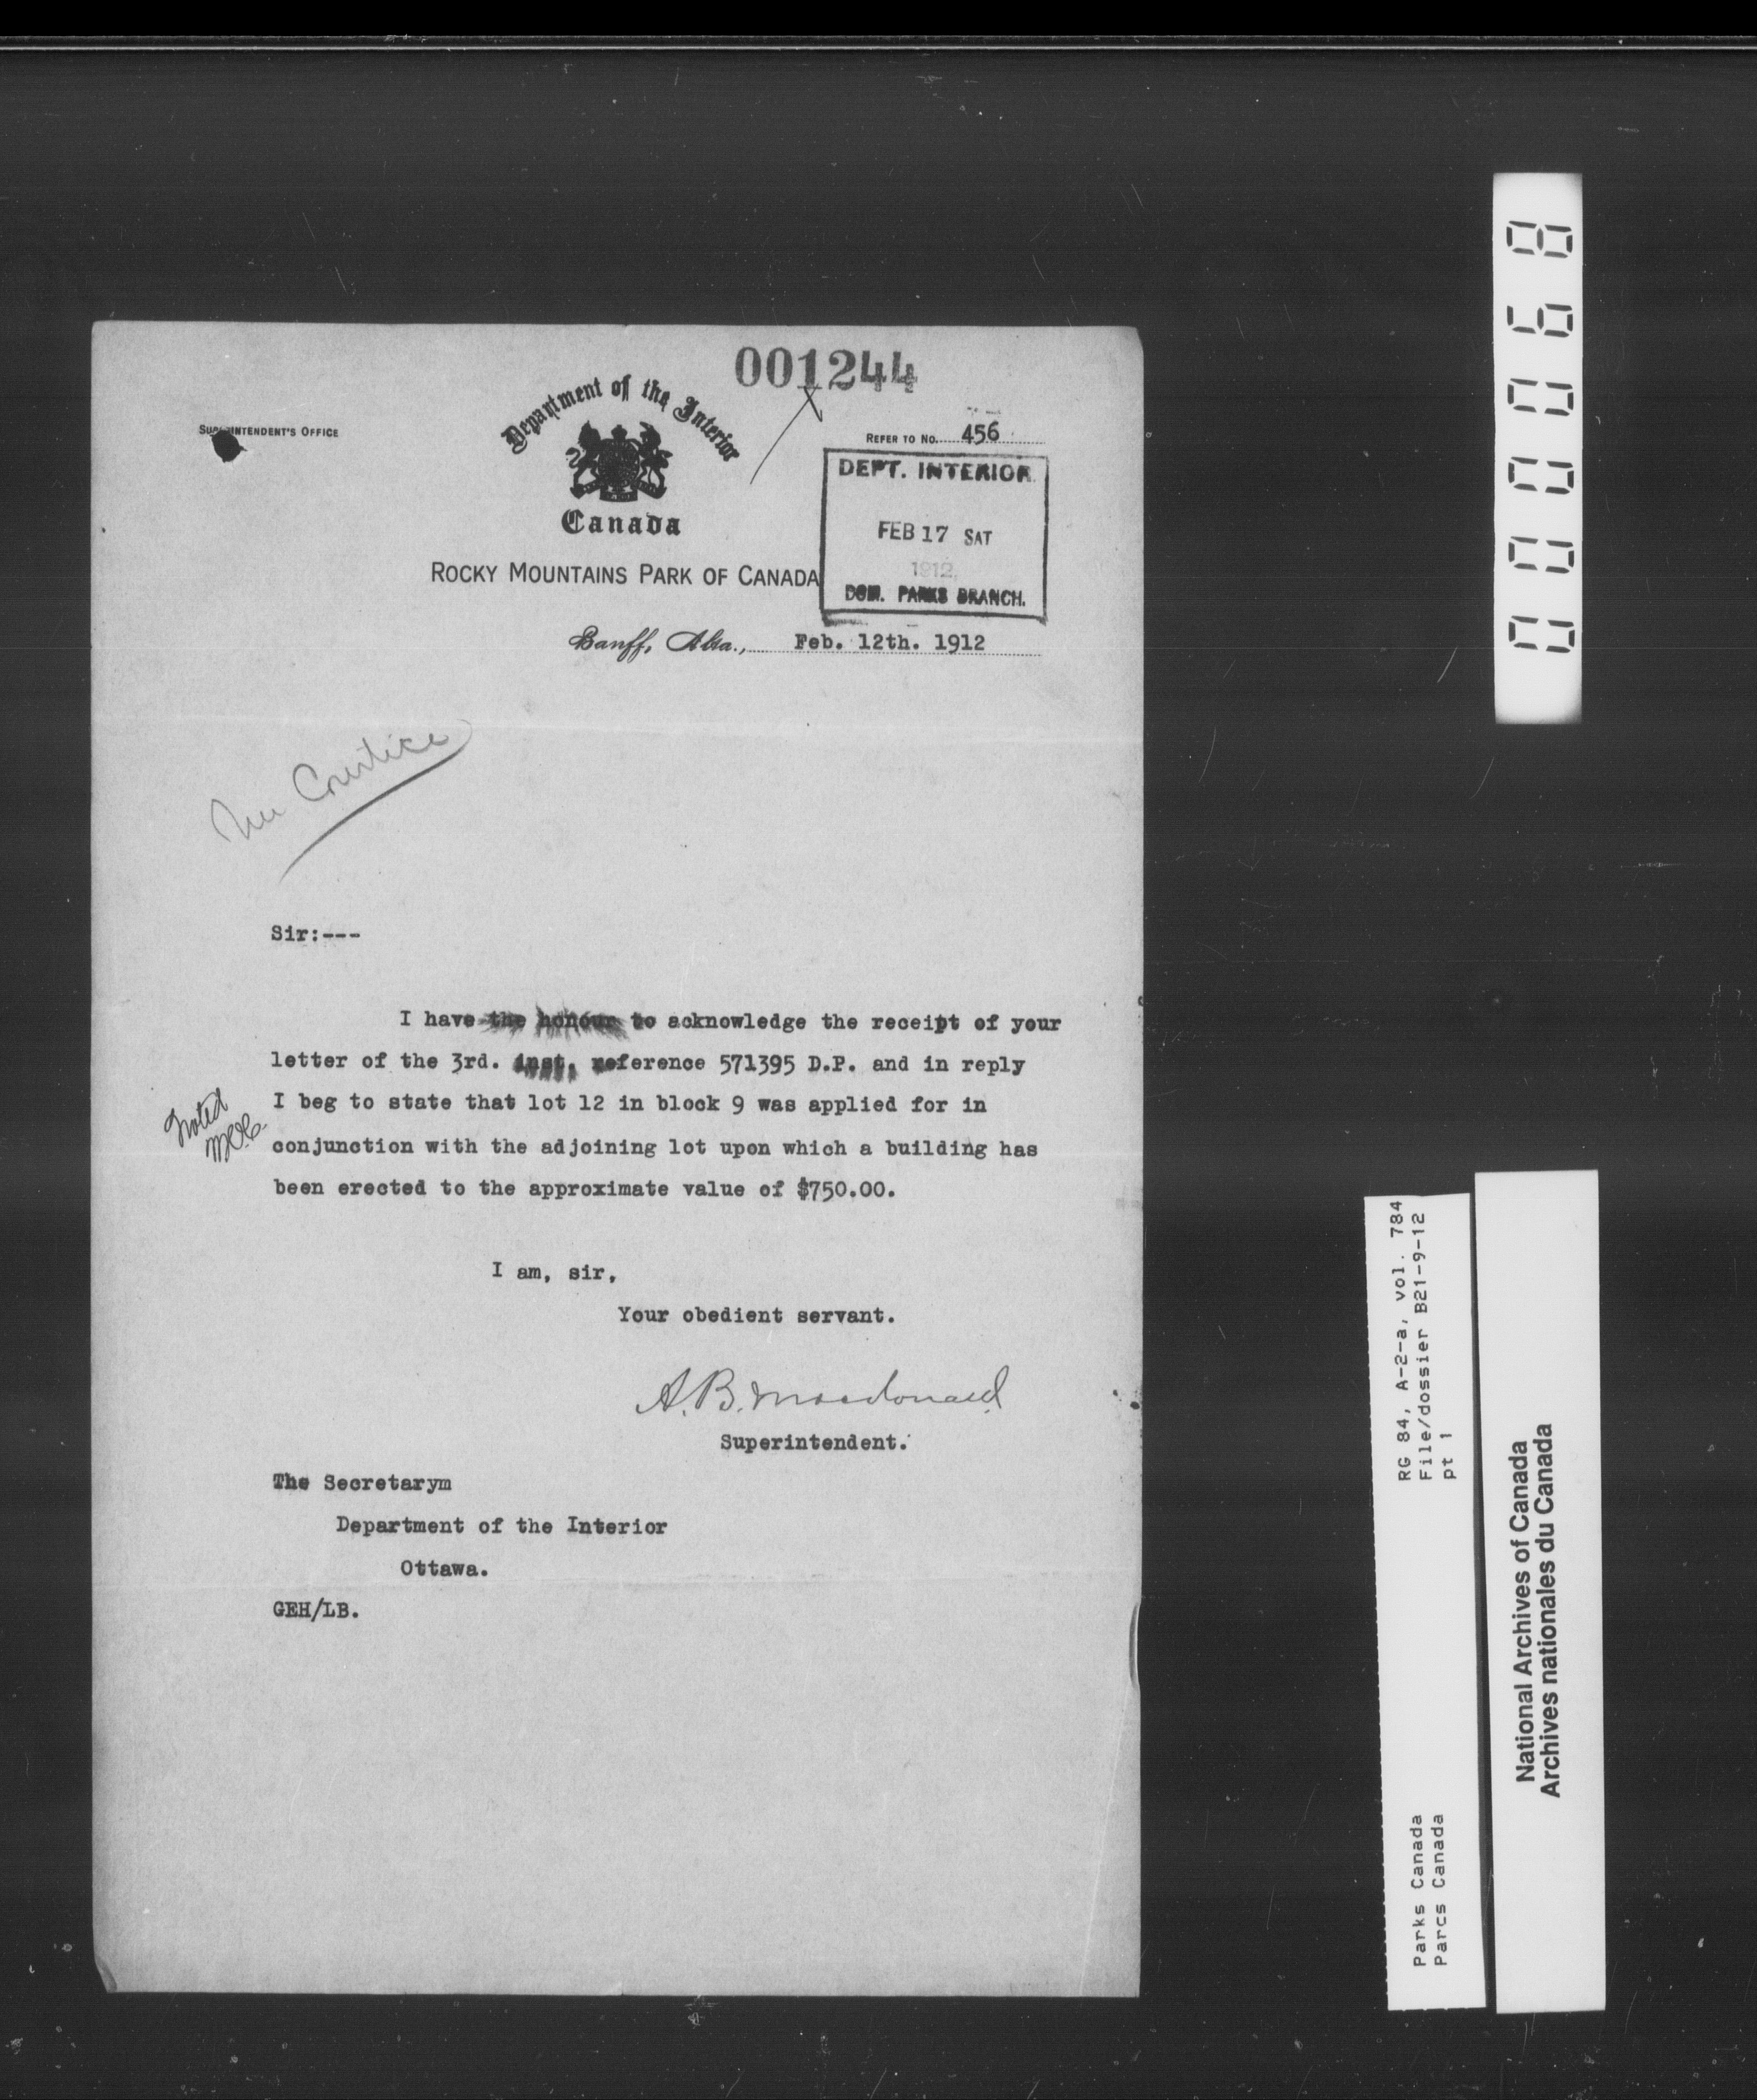 001244
Department of the Interior
SUPERINTENDENT'S OFFICE
REFER TO NO. 456
DEPT. INTERIOR
FEB 17 SAT
1912
DOM. PARKS BRANCH.
Canada
ROCKY MOUNTAINS PARK OF CANADA
Banff, Alta., Feb. 12th. 1912
Sir:---
I have the honour to acknowledge the receipt of your
letter of the 3rd. inst. reference 571395 D.P. and in reply
I beg to state that lot 12 in block 9 was applied for in
Noted
conjunction with the adjoining lot upon which a building has
been erected to the approximate value of $750.00.
I am, sir,
Your obedient servant.
A.B. Macdonald
Superintendent.
The Secretarym
Department of the Interior
Ottawa.
GEH/LB.
000068
RG 84, A-2-a, vol. 784
File/dossier B21-9-12
pt 1
Parks Canada
Parcs Canada
National Archives of Canada
Archives nationales du Canada